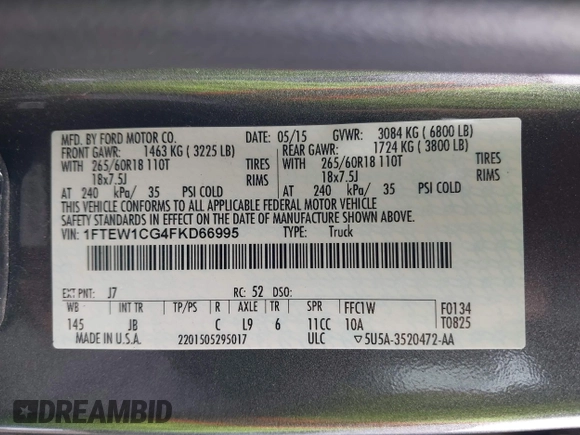 MFD. BY FORD MOTOR CO.
DATE: 05/15 GVWR: 3084 KG ( 6800 LB)
FRONT GAWR: 1463 KG ( 3225 LB)
REAR GAWR: 1724 KG ( 3800 LB)
WITH 265/60R18 110T TIRES
WITH 265/60R18 110T TIRES
18x7.5J RIMS
18x7.5J RIMS
AT 240 kPa/ 35 PSI COLD
AT 240 kPa/ 35 PSI COLD
THIS VEHICLE CONFORMS TO ALL APPLICABLE FEDERAL MOTOR VEHICLE
SAFETY STANDARDS IN EFFECT ON THE DATE OF MANUFACTURE SHOWN ABOVE.
VIN: 1FTEW1CG4FKD66995 TYPE: Truck
EXT PNT: J7 RC: 52 DSO:
WB INT TR TP/PS R AXLE TR SPR FFC1W F0134
145 JB C L9 6 11CC 10A T0825
MADE IN U.S.A. 2201505295017 ULC ▽5U5A-3520472-AA
DREAMBID